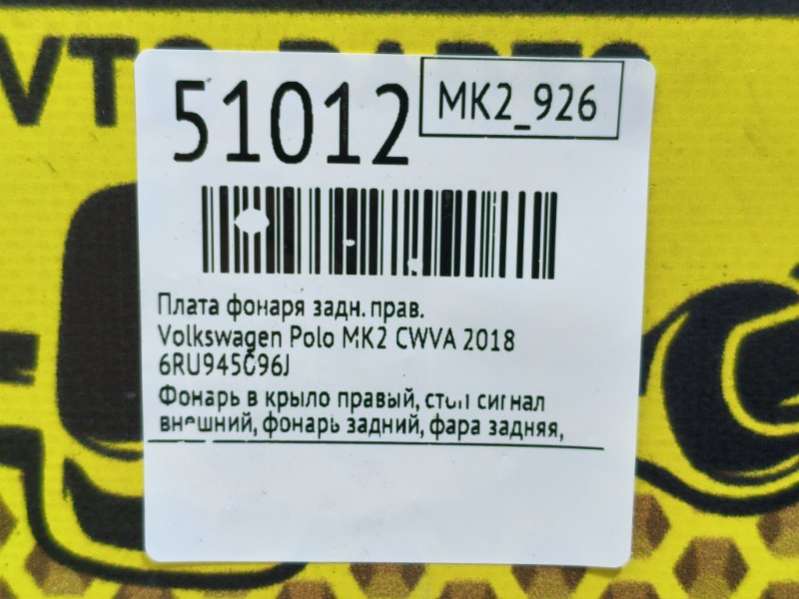 51012
MK2_926
Плата фонаря задн. прав.
Volkswagen Polo MK2 CWVA 2018
6RU945096J
Фонарь в крыло правый, стоп сигнал
внешний, фонарь задний, фара задняя,